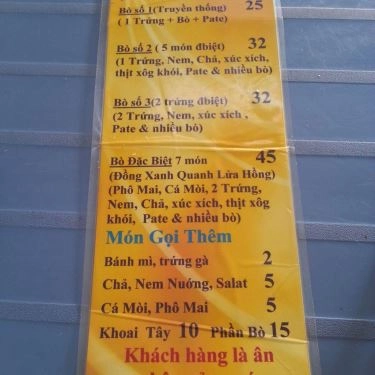 Bò số 1(Truyền thống) 25
( 1 Trứng + Bò + Pate)
Bò số 2 ( 5 món đbiệt) 32
(1 Trứng, Nem, Chả, xúc xích,
thịt xông khói, Pate & nhiều bò)
Bò số 3(2 trứng đbiệt) 32
(2 Trứng, Nem, Chả, xúc xích ,
Pate & nhiều bò)
Bò Đặc Biệt 7 món 45
(Đồng Xanh Quanh Lửa Hồng)
(Phô Mai, Cá Mòi, 2 Trứng,
Nem, Chả, xúc xích, thịt xông
khói, Pate & nhiều bò)
Món Gọi Thêm
Bánh mì, trứng gà 2
Chả, Nem Nướng, Salat 5
Cá Mòi, Phô Mai 5
Khoai Tây 10 Phần Bò 15
Khách hàng là ân